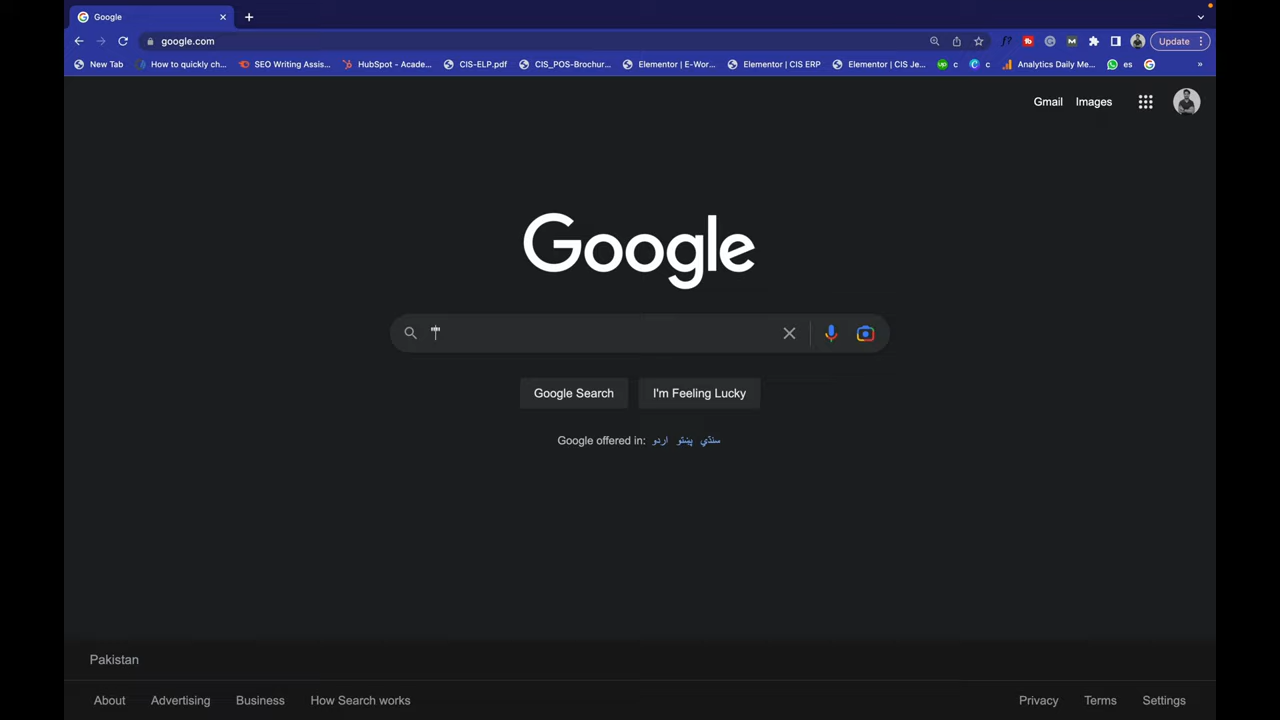 Google
google.com
Update
New Tab
How to quickly ch...
SEO Writing Assis...
HubSpot - Acade...
CIS-ELP.pdf
CIS_POS-Brochur...
Elementor | E-Wor...
Elementor | CIS ERP
Elementor | CIS Je...
c
c
Analytics Daily Me...
es
»
Gmail Images
Google
Google Search
I'm Feeling Lucky
Google offered in: اردو پښتو سنڌي
Pakistan
About Advertising Business How Search works
Privacy Terms Settings